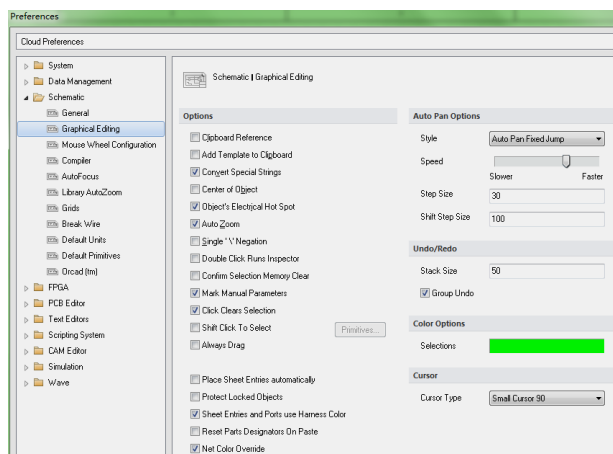 Preferences
Cloud Preferences
System
Data Management
Schematic
General
Graphical Editing
Mouse Wheel Configuration
Compiler
AutoFocus
Library AutoZoom
Grids
Break Wire
Default Units
Default Primitives
Orcad (tm)
FPGA
PCB Editor
Text Editors
Scripting System
CAM Editor
Simulation
Wave
Schematic | Graphical Editing
Options
Clipboard Reference
Add Template to Clipboard
Convert Special Strings
Center of Object
Object's Electrical Hot Spot
Auto Zoom
Single '\' Negation
Double Click Runs Inspector
Confirm Selection Memory Clear
Mark Manual Parameters
Click Clears Selection
Shift Click To Select
Primitives...
Always Drag
Place Sheet Entries automatically
Protect Locked Objects
Sheet Entries and Ports use Harness Color
Reset Parts Designators On Paste
Net Color Override
Auto Pan Options
Style Auto Pan Fixed Jump
Speed
Slower Faster
Step Size 30
Shift Step Size 100
Undo/Redo
Stack Size 50
Group Undo
Color Options
Selections
Cursor
Cursor Type Small Cursor 90